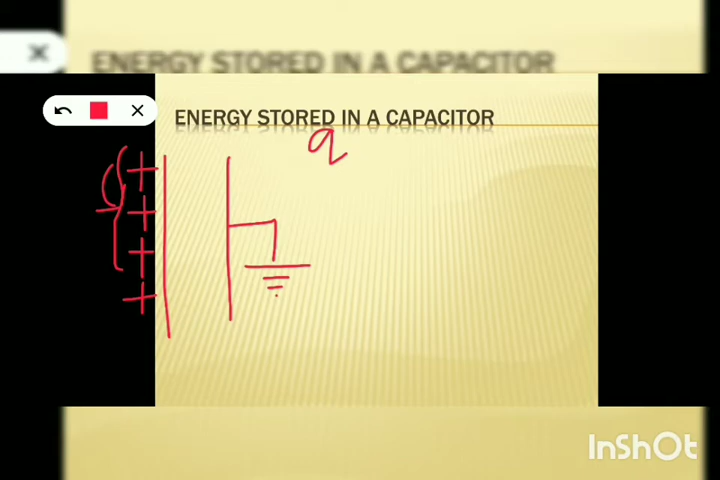 ENERGY STORED IN A CAPACITOR
ENERGY STORED IN A CAPACITOR
q
+
+
+
+
InShOt